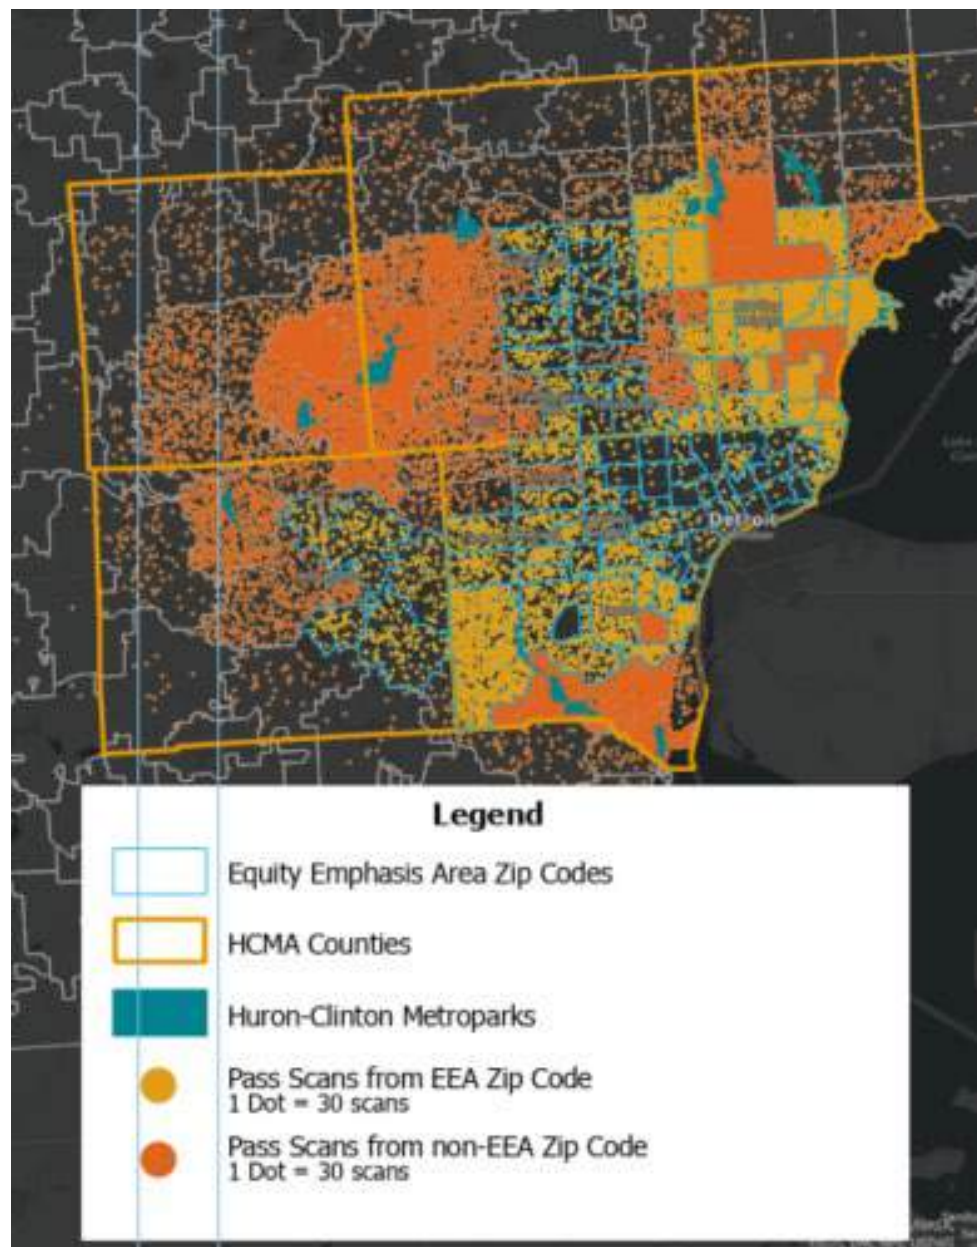 Detroit
Legend
Equity Emphasis Area Zip Codes
HCMA Counties
Huron-Clinton Metroparks
Pass Scans from EEA Zip Code
1 Dot = 30 scans
Pass Scans from non-EEA Zip Code
1 Dot = 30 scans